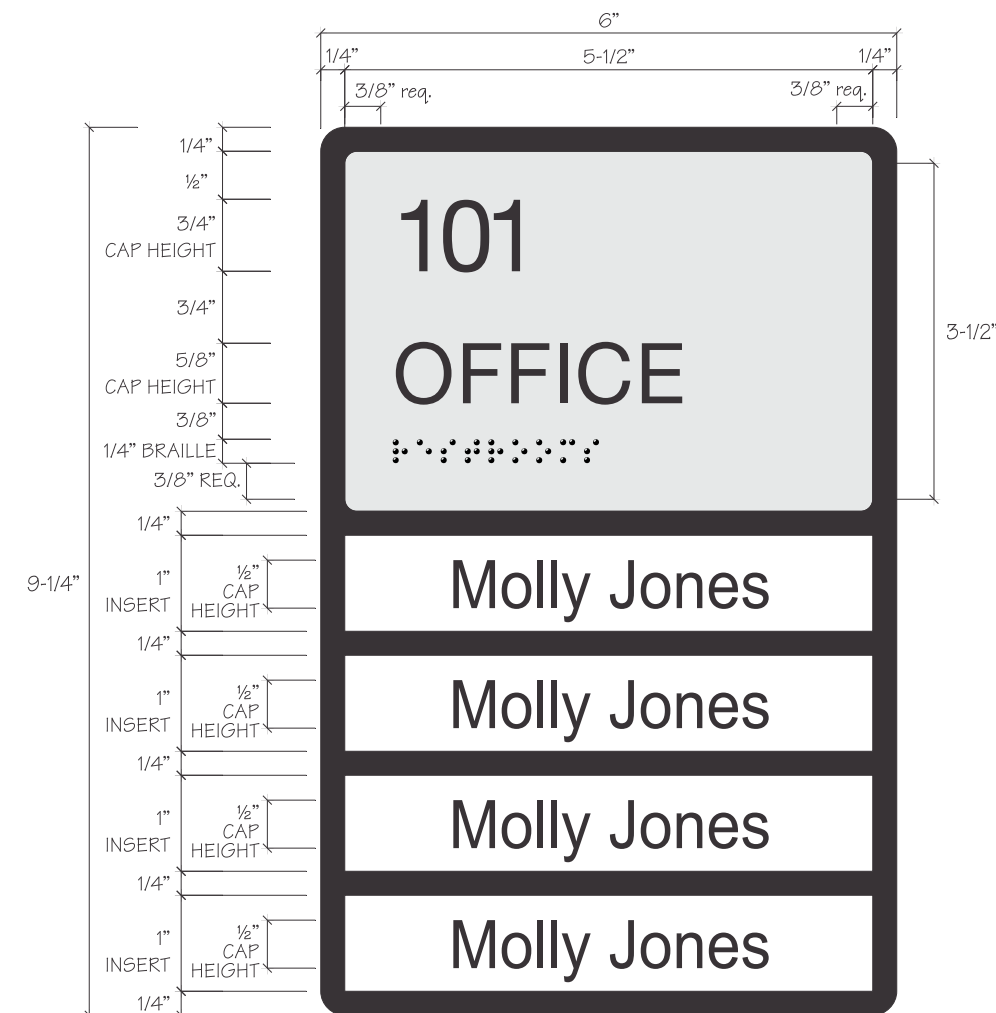 6”
1/4” 5-1/2” 1/4”
3/8” req. 3/8” req.
1/4”
½”
3/4”
CAP HEIGHT
101
3/4”
3-1/2”
5/8”
CAP HEIGHT
OFFICE
3/8”
1/4” BRAILLE
3/8” REQ.
1/4”
9-1/4”
1”
INSERT
½”
CAP
HEIGHT
Molly Jones
1/4”
1”
INSERT
½”
CAP
HEIGHT
Molly Jones
1/4”
1”
INSERT
½”
CAP
HEIGHT
Molly Jones
1/4”
1”
INSERT
½”
CAP
HEIGHT
Molly Jones
1/4”